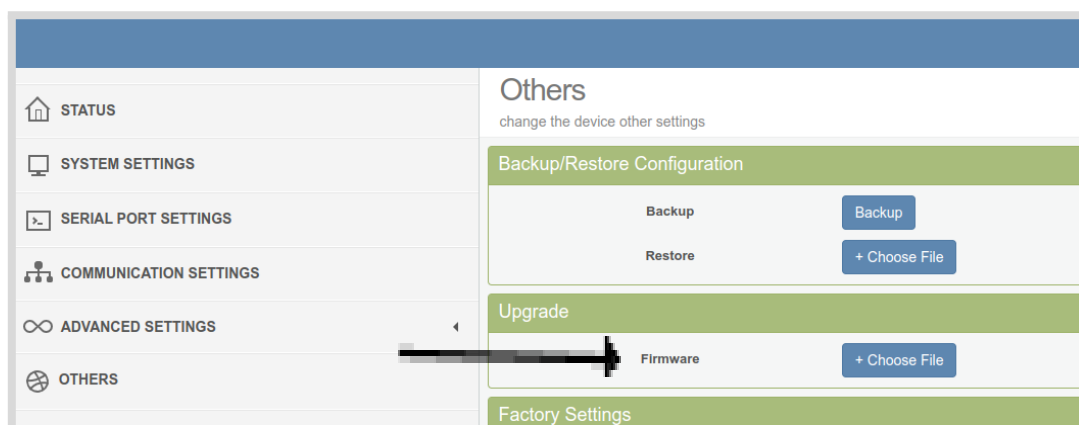 STATUS
SYSTEM SETTINGS
SERIAL PORT SETTINGS
COMMUNICATION SETTINGS
ADVANCED SETTINGS
OTHERS
Others
change the device other settings
Backup/Restore Configuration
Backup Backup
Restore + Choose File
Upgrade
Firmware + Choose File
Factory Settings